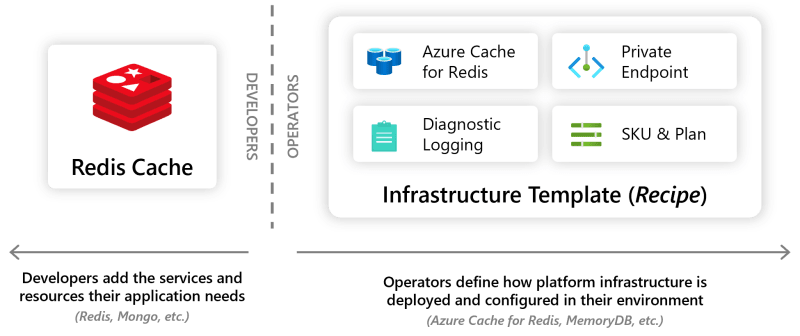 Redis Cache
DEVELOPERS
OPERATORS
Azure Cache
for Redis
Private
Endpoint
Diagnostic
Logging
SKU & Plan
Infrastructure Template (Recipe)
Developers add the services and
resources their application needs
(Redis, Mongo, etc.)
Operators define how platform infrastructure is
deployed and configured in their environment
(Azure Cache for Redis, MemoryDB, etc.)